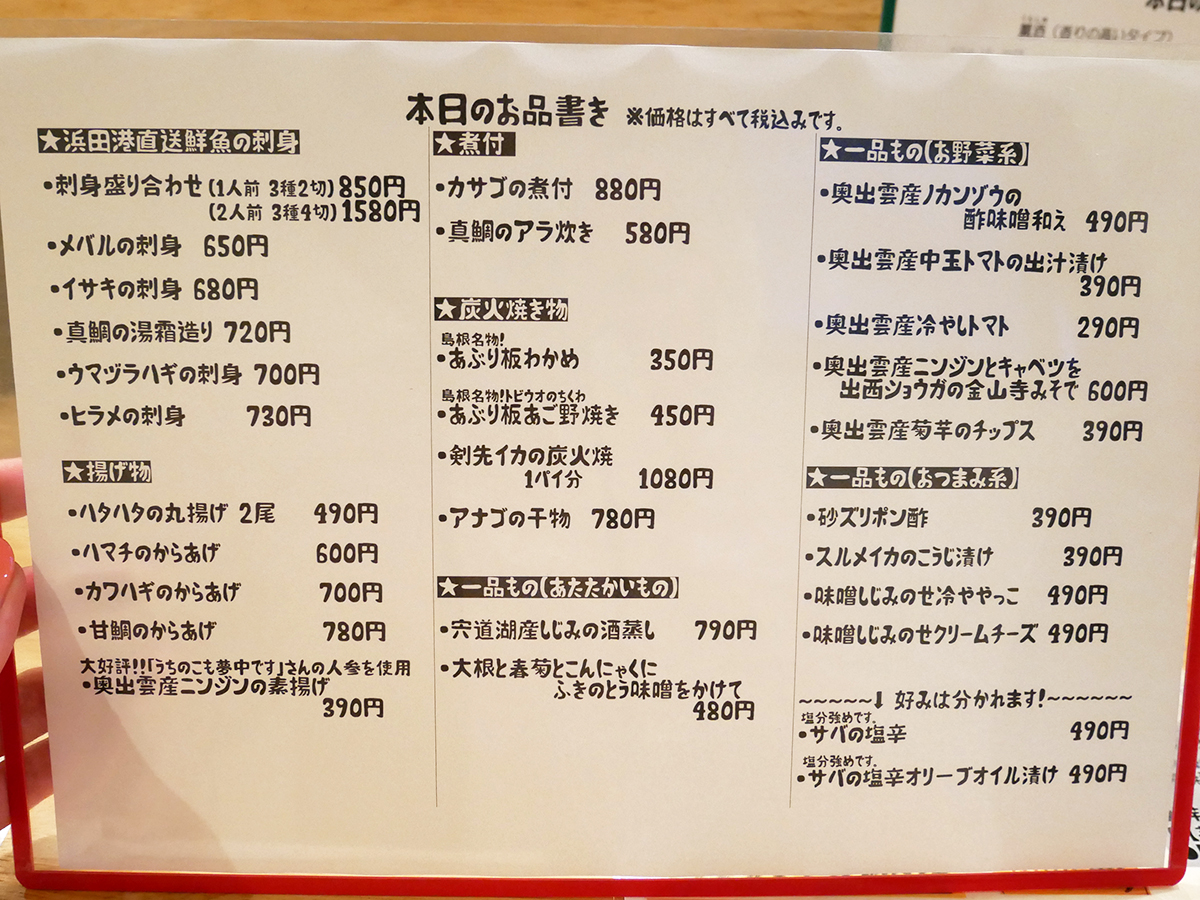 本日のお品書き ※価格はすべて税込みです。
★浜田港直送鮮魚の刺身
・刺身盛り合わせ(1人前 3種2切)850円
(2人前 3種4切)1580円
・メバルの刺身 650円
・イサキの刺身 680円
・真鯛の湯霜造り 720円
・ウマヅラハギの刺身 700円
・ヒラメの刺身 730円
★揚げ物
・ハタハタの丸揚げ 2尾 490円
・ハマチのからあげ 600円
・カワハギのからあげ 700円
・甘鯛のからあげ 780円
大好評!!「うちのこも夢中です」さんの人参を使用
・奥出雲産ニンジンの素揚げ
390円
★煮付
・カサゴの煮付 880円
・真鯛のアラ炊き 580円
★炭火焼き物
島根名物!
・あぶり板わかめ 350円
島根名物!トビウオのちくわ
・あぶり板あご野焼き 450円
・剣先イカの炭火焼
1パイ分 1080円
・アナゴの干物 780円
★一品もの(あたたかいもの)
・宍道湖産しじみの酒蒸し 790円
・大根と春菊とこんにゃくに
ふきのとう味噌をかけて
480円
★一品もの(お野菜系)
・奥出雲産ノカンゾウの
酢味噌和え 490円
・奥出雲産中玉トマトの出汁漬け
390円
・奥出雲産冷やしトマト 290円
・奥出雲産ニンジンとキャベツを
出西ショウガの金山寺みそで 600円
・奥出雲産菊芋のチップス 390円
★一品もの(おつまみ系)
・砂ズリポン酢 390円
・スルメイカのこうじ漬け 390円
・味噌しじみのせ冷ややっこ 490円
・味噌しじみのせクリームチーズ 490円
~~~~~↓ 好みは分かれます!~~~~~~
塩分強めです。
・サバの塩辛 490円
塩分強めです。
・サバの塩辛オリーブオイル漬け 490円
(香りの高いタイプ)